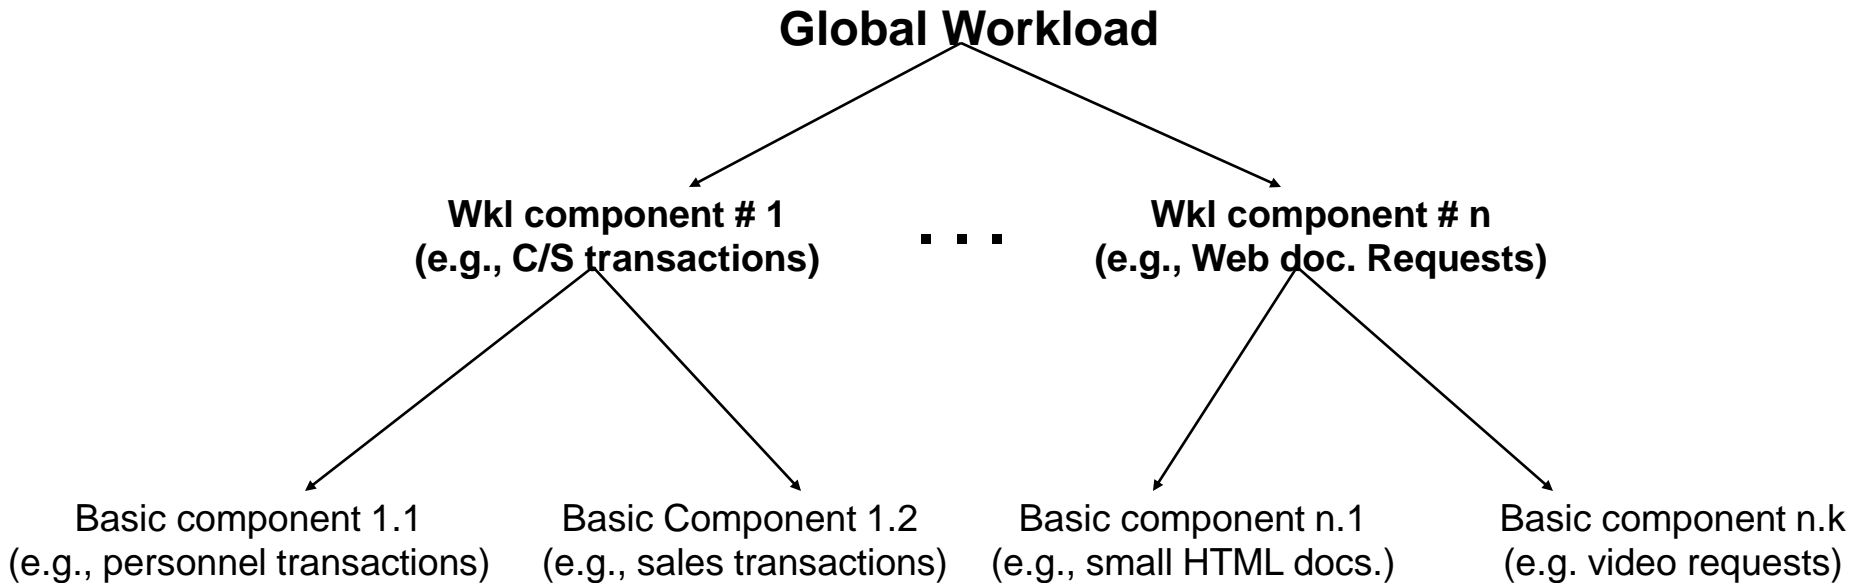 Global Workload
Wkl component # 1
(e.g., C/S transactions)
. . .
Wkl component # n
(e.g., Web doc. Requests)
Basic component 1.1
(e.g., personnel transactions)
Basic Component 1.2
(e.g., sales transactions)
Basic component n.1
(e.g., small HTML docs.)
Basic component n.k
(e.g. video requests)